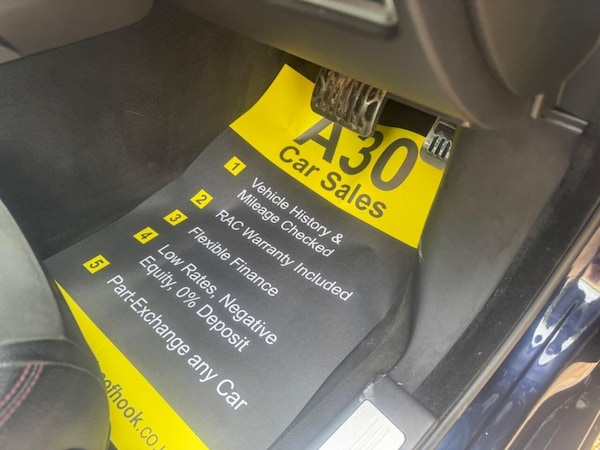 A30
Car Sales
1 Vehicle History &
Mileage Checked
2 RAC Warranty Included
3 Flexible Finance
4 Low Rates, Negative
Equity, 0% Deposit
5 Part-Exchange any Car